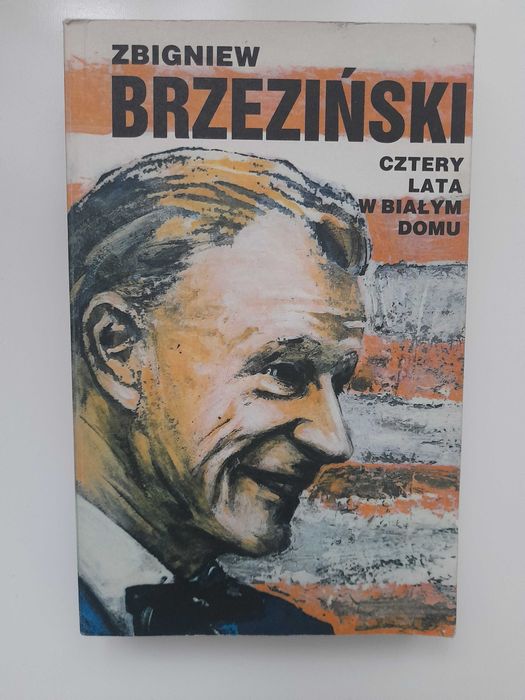 ZBIGNIEW
BRZEZIŃSKI
CZTERY
LATA
W BIAŁYM
DOMU